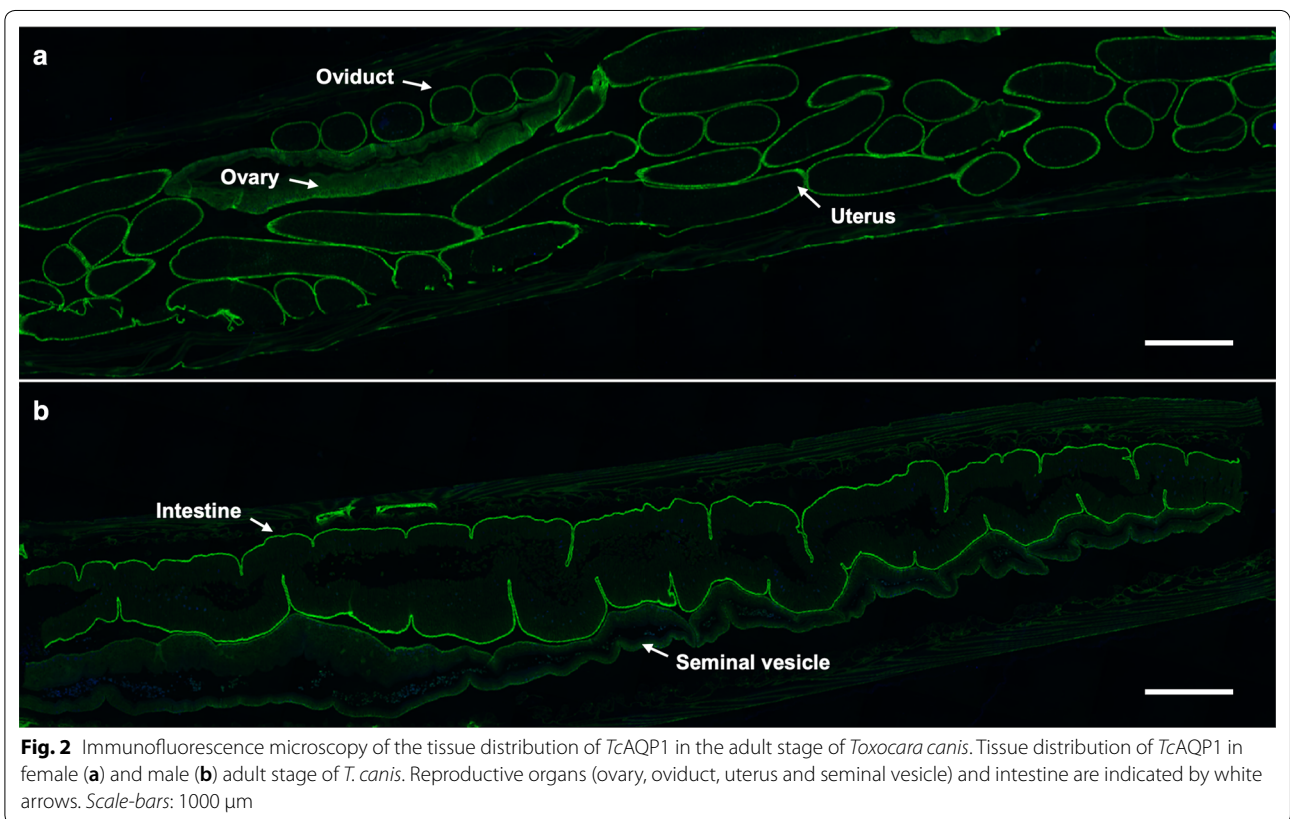 a
Oviduct
Ovary
Uterus
b
Intestine
Seminal vesicle
Fig. 2 Immunofluorescence microscopy of the tissue distribution of TcAQP1 in the adult stage of Toxocara canis. Tissue distribution of TcAQP1 in
female (a) and male (b) adult stage of T. canis. Reproductive organs (ovary, oviduct, uterus and seminal vesicle) and intestine are indicated by white
arrows. Scale-bars: 1000 μm